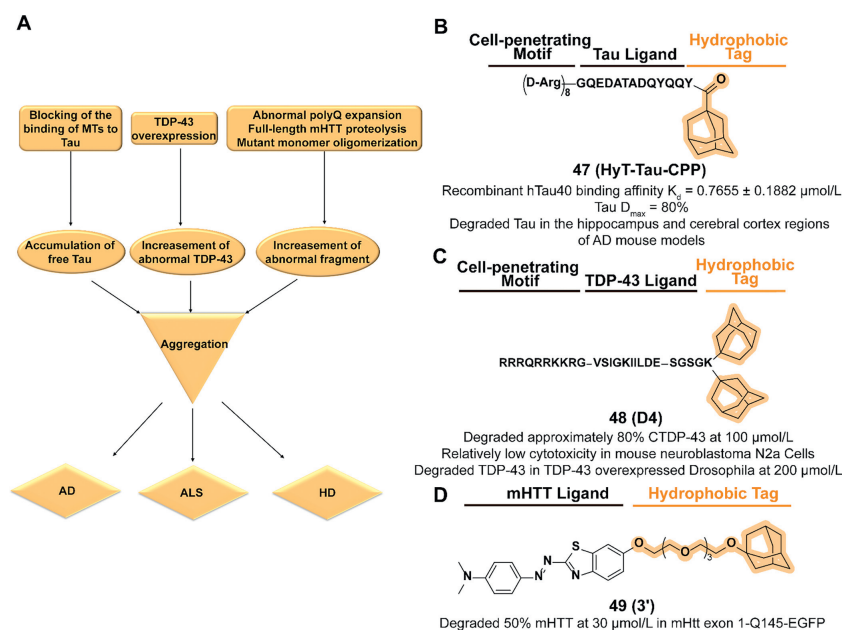 A
Blocking of the
binding of MTs to
Tau
TDP-43
overexpression
Abnormal polyQ expansion
Full-length mHTT proteolysis
Mutant monomer oligomerization
Accumulation of
free Tau
Increasement of
abnormal TDP-43
Increasement of
abnormal fragment
Aggregation
AD
ALS
HD
B
Cell-penetrating
Motif
Tau Ligand
Hydrophobic
Tag
(D-Arg)8–GQEDATADQYQQY
O
47 (HyT-Tau-CPP)
Recombinant hTau40 binding affinity Kd = 0.7655 ± 0.1882 μmol/L
Tau Dmax = 80%
Degraded Tau in the hippocampus and cerebral cortex regions
of AD mouse models
C
Cell-penetrating
Motif
TDP-43 Ligand
Hydrophobic
Tag
RRRQRRKKRG–VSIGKIILDE–SGSGK
48 (D4)
Degraded approximately 80% CTDP-43 at 100 μmol/L
Relatively low cytotoxicity in mouse neuroblastoma N2a Cells
Degraded TDP-43 in TDP-43 overexpressed Drosophila at 200 μmol/L
D
mHTT Ligand
Hydrophobic Tag
N N N S N O O 3 O
49 (3')
Degraded 50% mHTT at 30 μmol/L in mHtt exon 1-Q145-EGFP